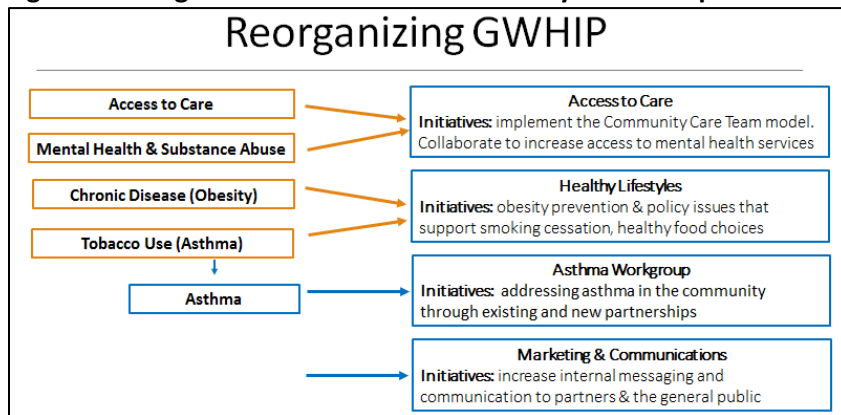 Reorganizing GWHIP
Access to Care
Mental Health & Substance Abuse
Chronic Disease (Obesity)
Tobacco Use (Asthma)
Asthma
Access to Care
Initiatives: implement the Community Care Team model.
Collaborate to increase access to mental health services
Healthy Lifestyles
Initiatives: obesity prevention & policy issues that
support smoking cessation, healthy food choices
Asthma Workgroup
Initiatives: addressing asthma in the community
through existing and new partnerships
Marketing & Communications
Initiatives: increase internal messaging and
communication to partners & the general public